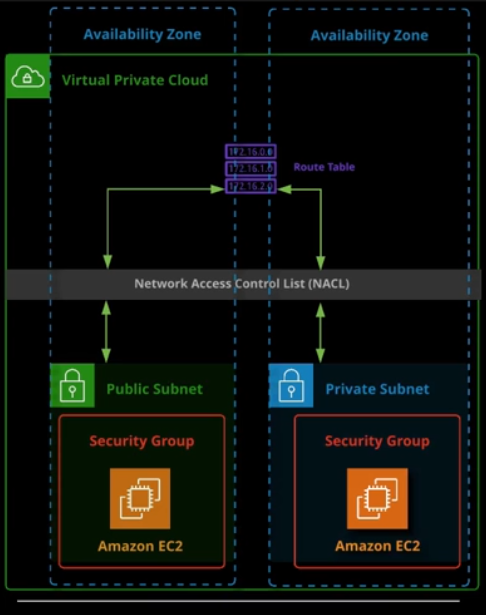 Availability Zone
Availability Zone
Virtual Private Cloud
172.16.0.0
172.16.1.0
172.16.2.0
Route Table
Network Access Control List (NACL)
Public Subnet
Private Subnet
Security Group
Security Group
Amazon EC2
Amazon EC2